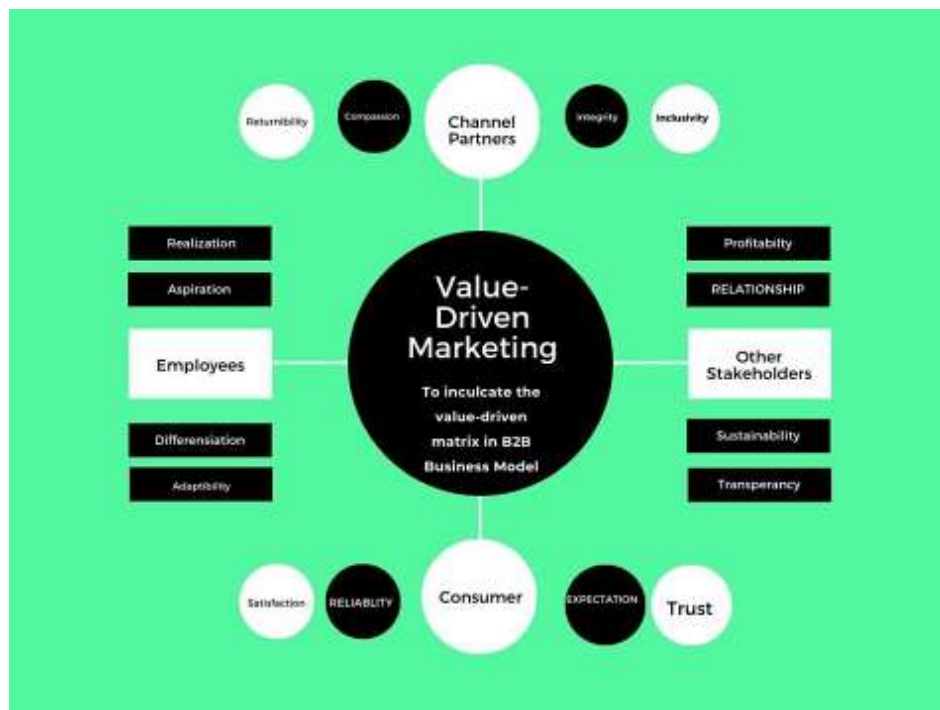 Returnibility
Compassion
Channel
Partners
Integrity
Inclusivity
Realization
Aspiration
Employees
Differensiation
Adaptibility
Value-
Driven
Marketing
To inculcate the
value-driven
matrix in B2B
Business Model
Profitabilty
RELATIONSHIP
Other
Stakeholders
Sustainability
Transperancy
Satisfaction
RELIABLITY
Consumer
EXPECTATION
Trust